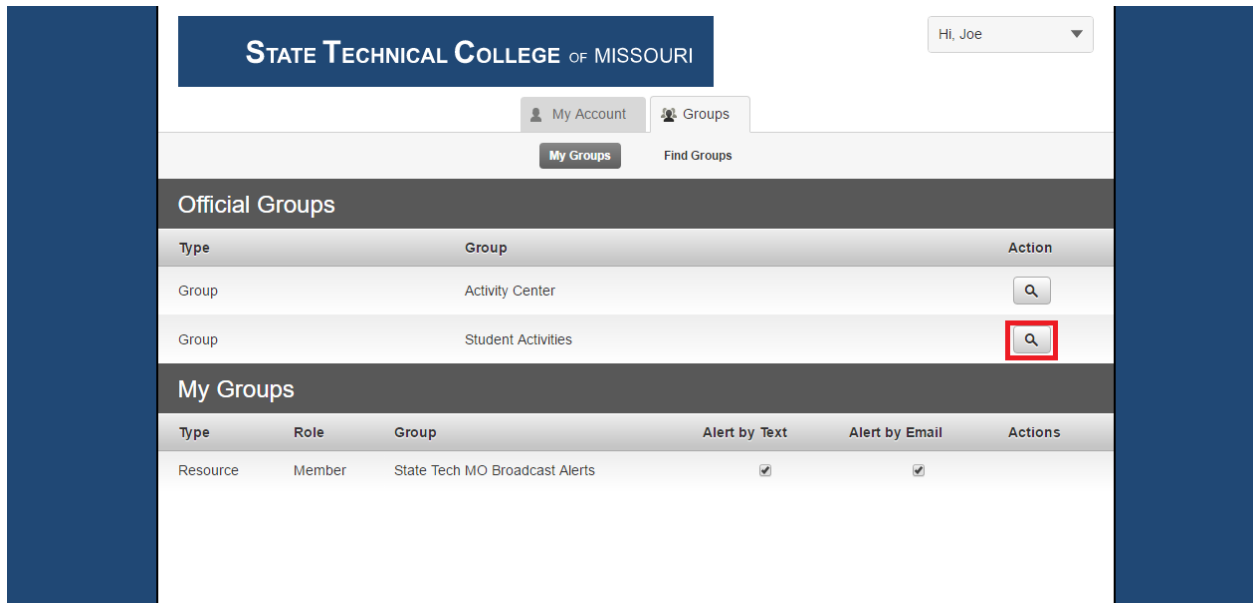 STATE TECHNICAL COLLEGE OF MISSOURI
Hi, Joe
My Account Groups
My Groups Find Groups
Official Groups
Type Group Action
Group Activity Center
Group Student Activities
My Groups
Type Role Group Alert by Text Alert by Email Actions
Resource Member State Tech MO Broadcast Alerts